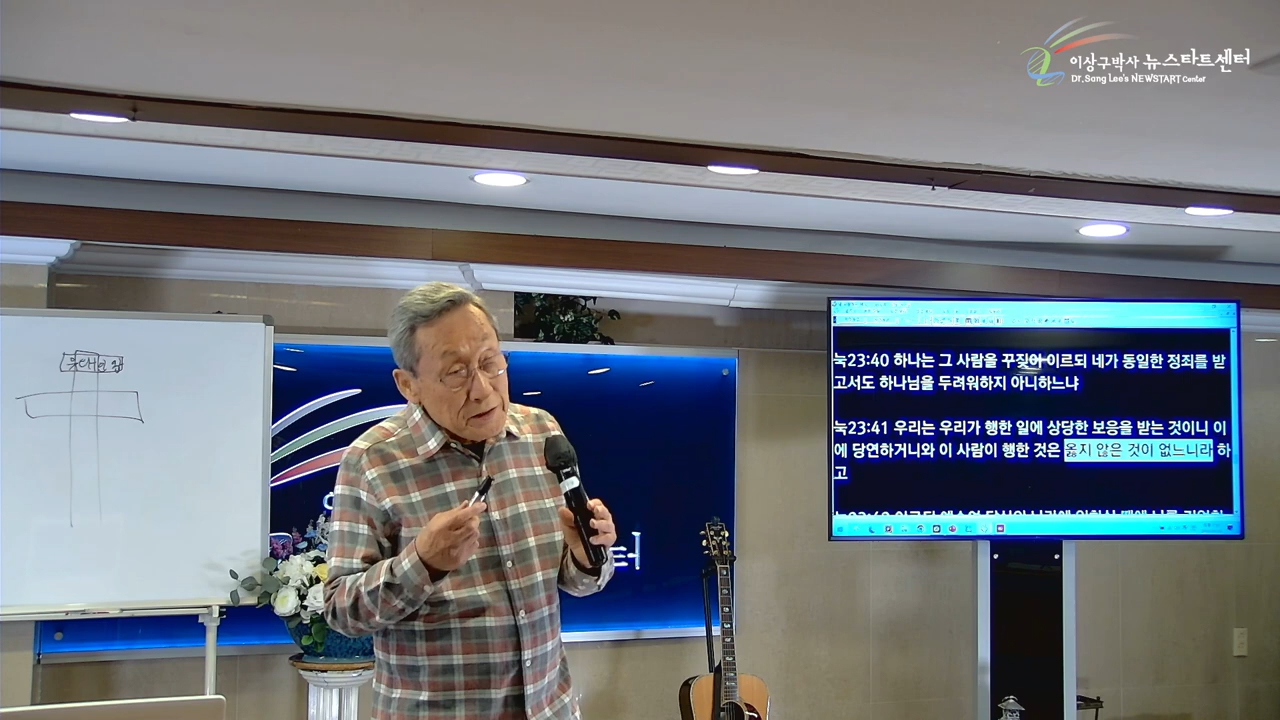 이상구박사 뉴스타트센터
Dr. Sang Lee's NEWSTART Center
눅23:40 하나는 그 사람을 꾸짖어 이르되 네가 동일한 정죄를 받
고서도 하나님을 두려워하지 아니하느냐
눅23:41 우리는 우리가 행한 일에 상당한 보응을 받는 것이니 이
에 당연하거니와 이 사람이 행한 것은 옳지 않은 것이 없느니라 하
고
터